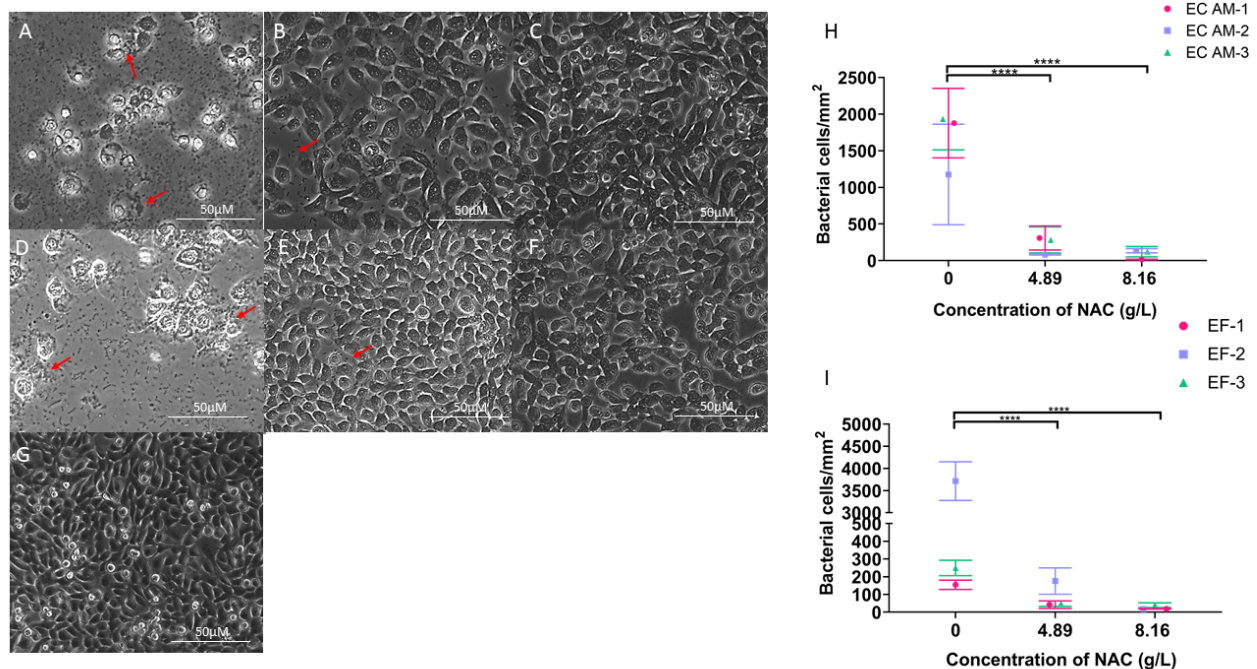 A
50μM
B
50μM
C
50μM
D
50μM
E
50μM
F
50μM
G
50μM
H
EC AM-1
EC AM-2
EC AM-3
****
****
2500
2000
1500
1000
500
0
Bacterial cells/mm²
0 4.89 8.16
Concentration of NAC (g/L)
I
EF-1
EF-2
EF-3
****
****
5000
4500
4000
3500
3000
500
400
300
200
100
0
Bacterial cells/mm²
0 4.89 8.16
Concentration of NAC (g/L)